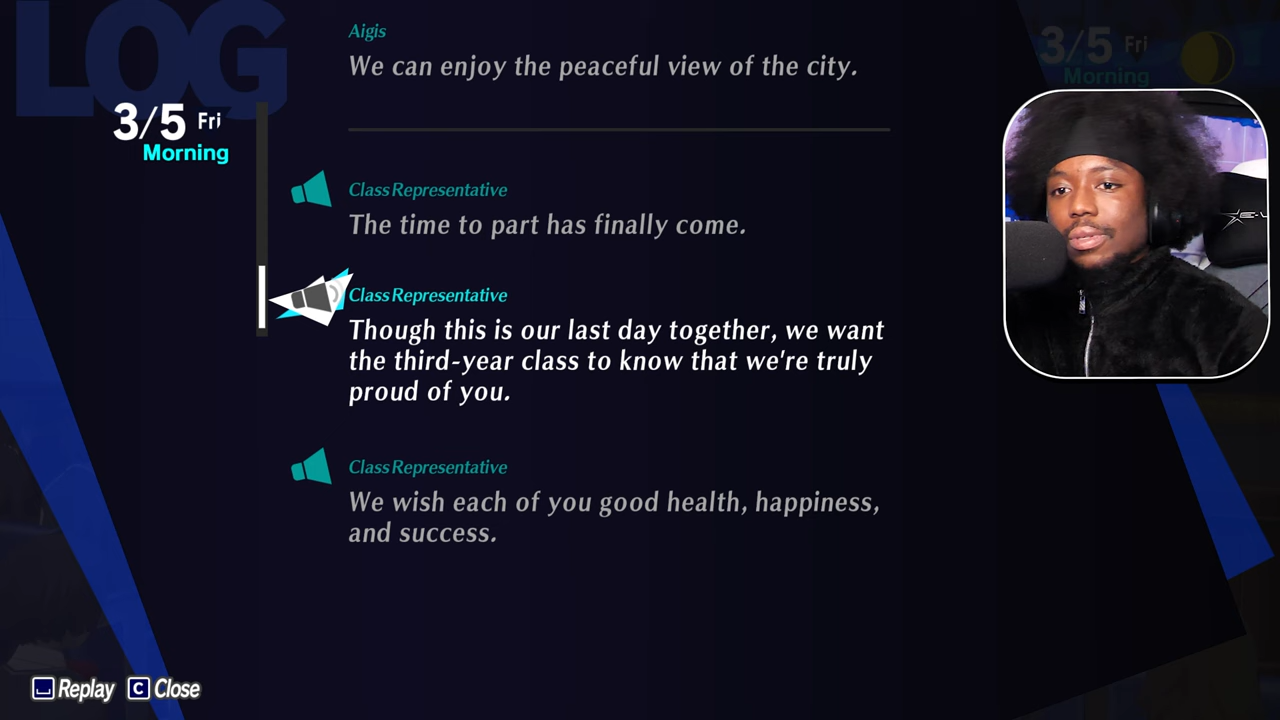 LOG
3/5 Fri
Morning
Aigis
We can enjoy the peaceful view of the city.
Class Representative
The time to part has finally come.
Class Representative
Though this is our last day together, we want
the third-year class to know that we're truly
proud of you.
Class Representative
We wish each of you good health, happiness,
and success.
3/5 Fri
Morning
Replay C Close